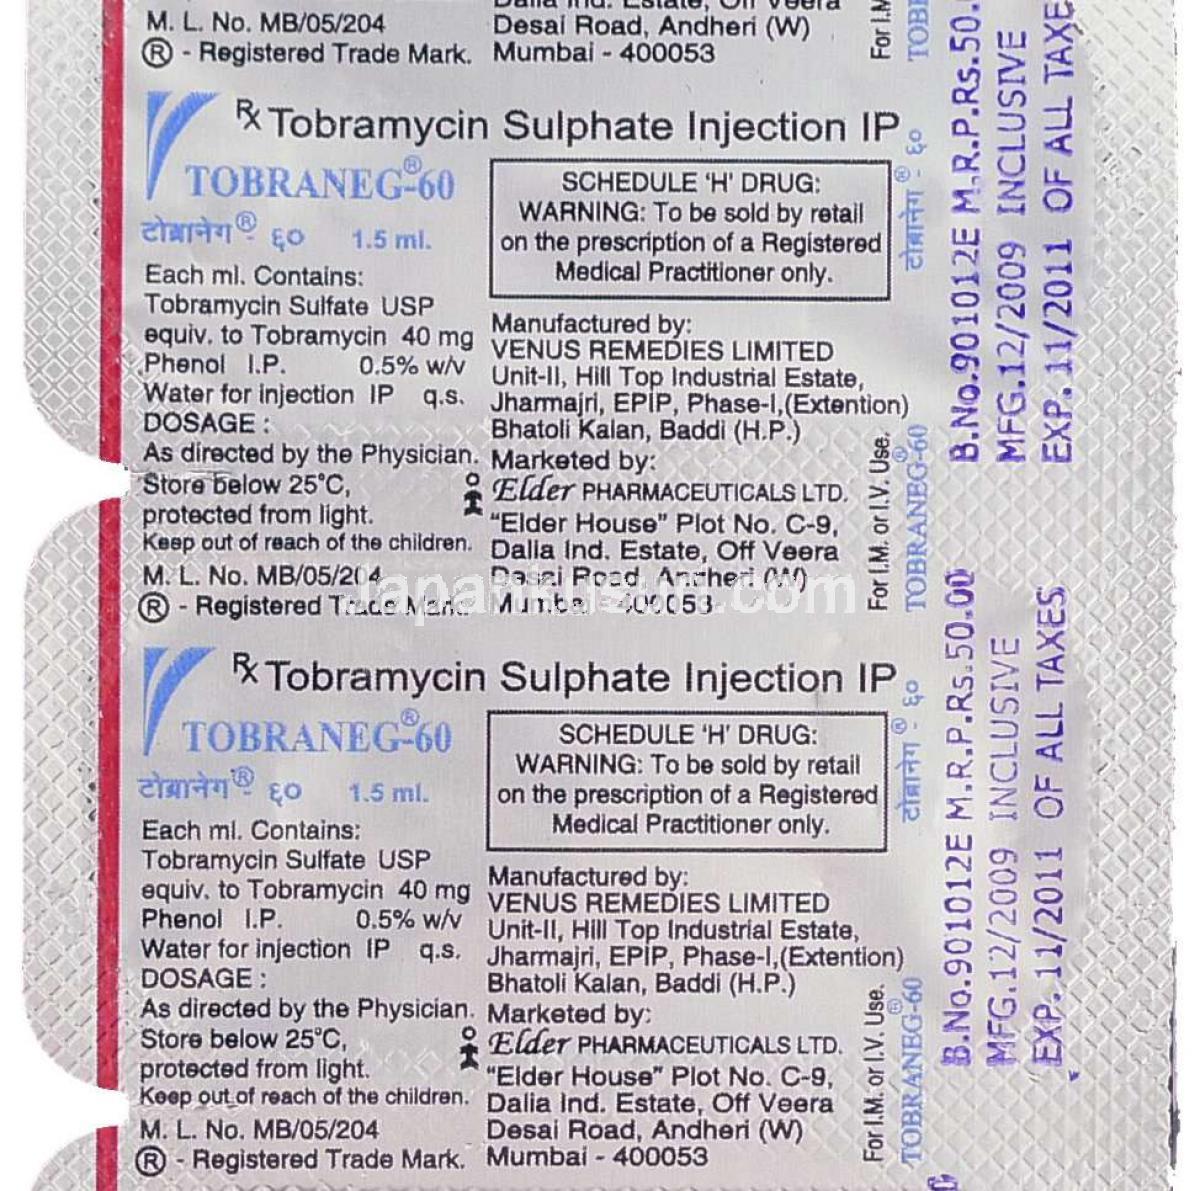 M. L. No. MB/05/204
® - Registered Trade Mark.
Desai Road, Andheri (W)
Mumbai - 400053
Rx Tobramycin Sulphate Injection IP
TOBRANEG®-60
टोब्रानेग® - ६०   1.5 ml.
Each ml. Contains:
Tobramycin Sulfate USP
equiv. to Tobramycin 40 mg
Phenol I.P. 0.5% w/v
Water for injection IP q.s.
DOSAGE :
As directed by the Physician.
Store below 25°C,
protected from light.
Keep out of reach of the children.
M. L. No. MB/05/204
® - Registered Trade Mark.
SCHEDULE 'H' DRUG:
WARNING: To be sold by retail
on the prescription of a Registered
Medical Practitioner only.
Manufactured by:
VENUS REMEDIES LIMITED
Unit-II, Hill Top Industrial Estate,
Jharmajri, EPIP, Phase-I,(Extention)
Bhatoli Kalan, Baddi (H.P.)
Marketed by:
Elder PHARMACEUTICALS LTD.
"Elder House" Plot No. C-9,
Dalia Ind. Estate, Off Veera
Desai Road, Andheri (W)
Mumbai - 400053
For I.M. or I.V. Use.
TOBRANEG®-60
टोब्रानेग® - ६०
B.No.901012E M.R.P.Rs.50.
MFG.12/2009 INCLUSIVE
EXP.11/2011 OF ALL TAXE
Rx Tobramycin Sulphate Injection IP
TOBRANEG®-60
टोब्रानेग® ६०   1.5 ml.
Each ml. Contains:
Tobramycin Sulfate USP
equiv. to Tobramycin 40 mg
Phenol I.P. 0.5% w/v
Water for injection IP q.s.
DOSAGE :
As directed by the Physician.
Store below 25°C,
protected from light.
Keep out of reach of the children.
M. L. No. MB/05/204
® - Registered Trade Mark.
SCHEDULE 'H' DRUG:
WARNING: To be sold by retail
on the prescription of a Registered
Medical Practitioner only.
Manufactured by:
VENUS REMEDIES LIMITED
Unit-II, Hill Top Industrial Estate,
Jharmajri, EPIP, Phase-I,(Extention)
Bhatoli Kalan, Baddi (H.P.)
Marketed by:
Elder PHARMACEUTICALS LTD.
"Elder House" Plot No. C-9,
Dalia Ind. Estate, Off Veera
Desai Road, Andheri (W)
Mumbai - 400053
For I.M. or I.V. Use.
TOBRANEG®-60
टोब्रानेग® - ६०
B.No.901012E M.R.P.Rs.50.00
MFG.12/2009 INCLUSIVE
EXP.11/2011 OF ALL TAXES